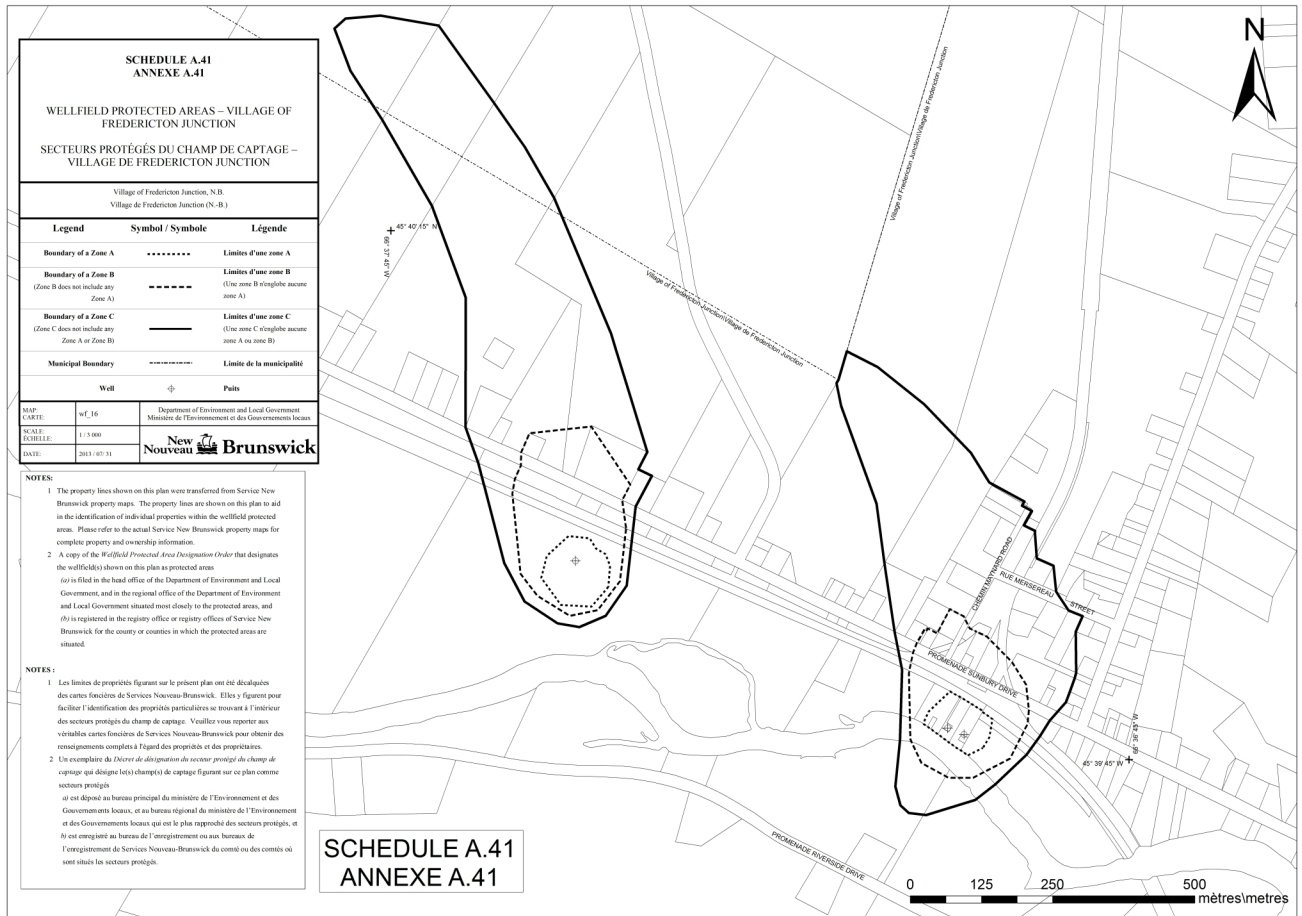 SCHEDULE A.41
ANNEXE A.41
WELLFIELD PROTECTED AREAS – VILLAGE OF
FREDERICTON JUNCTION
SECTEURS PROTÉGÉS DU CHAMP DE CAPTAGE –
VILLAGE DE FREDERICTON JUNCTION
Village of Fredericton Junction, N.B.
Village de Fredericton Junction (N.-B.)
Legend Symbol / Symbole Légende
Boundary of a Zone A Limites d'une zone A
Boundary of a Zone B Limites d'une zone B
(Zone B does not include any (Une zone B n'englobe aucune
Zone A) zone A)
Boundary of a Zone C Limites d'une zone C
(Zone C does not include any (Une zone C n'englobe aucune
Zone A or Zone B) zone A ou zone B)
Municipal Boundary Limite de la municipalité
Well Puits
MAP: wf_16 Department of Environment and Local Government
CARTE: Ministère de l'Environnement et des Gouvernements locaux
SCALE: 1 / 3 000
ÉCHELLE:
New Nouveau Brunswick
DATE: 2013 / 07/ 31
NOTES:
1 The property lines shown on this plan were transferred from Service New
Brunswick property maps. The property lines are shown on this plan to aid
in the identification of individual properties within the wellfield protected
areas. Please refer to the actual Service New Brunswick property maps for
complete property and ownership information.
2 A copy of the Wellfield Protected Area Designation Order that designates
the wellfield(s) shown on this plan as protected areas
(a) is filed in the head office of the Department of Environment and Local
Government, and in the regional office of the Department of Environment
and Local Government situated most closely to the protected areas, and
(b) is registered in the registry office or registry offices of Service New
Brunswick for the county or counties in which the protected areas are
situated.
NOTES :
1 Les limites de propriétés figurant sur le présent plan ont été décalquées
des cartes foncières de Services Nouveau-Brunswick. Elles y figurent pour
faciliter l'identification des propriétés particulières se trouvant à l'intérieur
des secteurs protégés du champ de captage. Veuillez vous reporter aux
véritables cartes foncières de Services Nouveau-Brunswick pour obtenir des
renseignements complets à l'égard des propriétés et des propriétaires.
2 Un exemplaire du Décret de désignation du secteur protégé du champ de
captage qui désigne le(s) champ(s) de captage figurant sur ce plan comme
secteurs protégés
a) est déposé au bureau principal du ministère de l'Environnement et des
Gouvernements locaux, et au bureau régional du ministère de l'Environnement
et des Gouvernements locaux qui est le plus rapproché des secteurs protégés, et
b) est enregistré au bureau de l'enregistrement ou aux bureaux de
l'enregistrement de Services Nouveau-Brunswick du comté ou des comtés où
sont situés les secteurs protégés.
N
45° 40' 15" N
66° 37' 45" W
Village of Fredericton Junction\Village de Fredericton Junction
Village of Fredericton Junction\Village de Fredericton Junction
CHEMIN MAYNARD ROAD
RUE MERSEREAU STREET
PROMENADE SUNBURY DRIVE
66° 36' 45" W
45° 39' 45" W
PROMENADE RIVERSIDE DRIVE
SCHEDULE A.41
ANNEXE A.41
0 125 250 500
mètres\metres